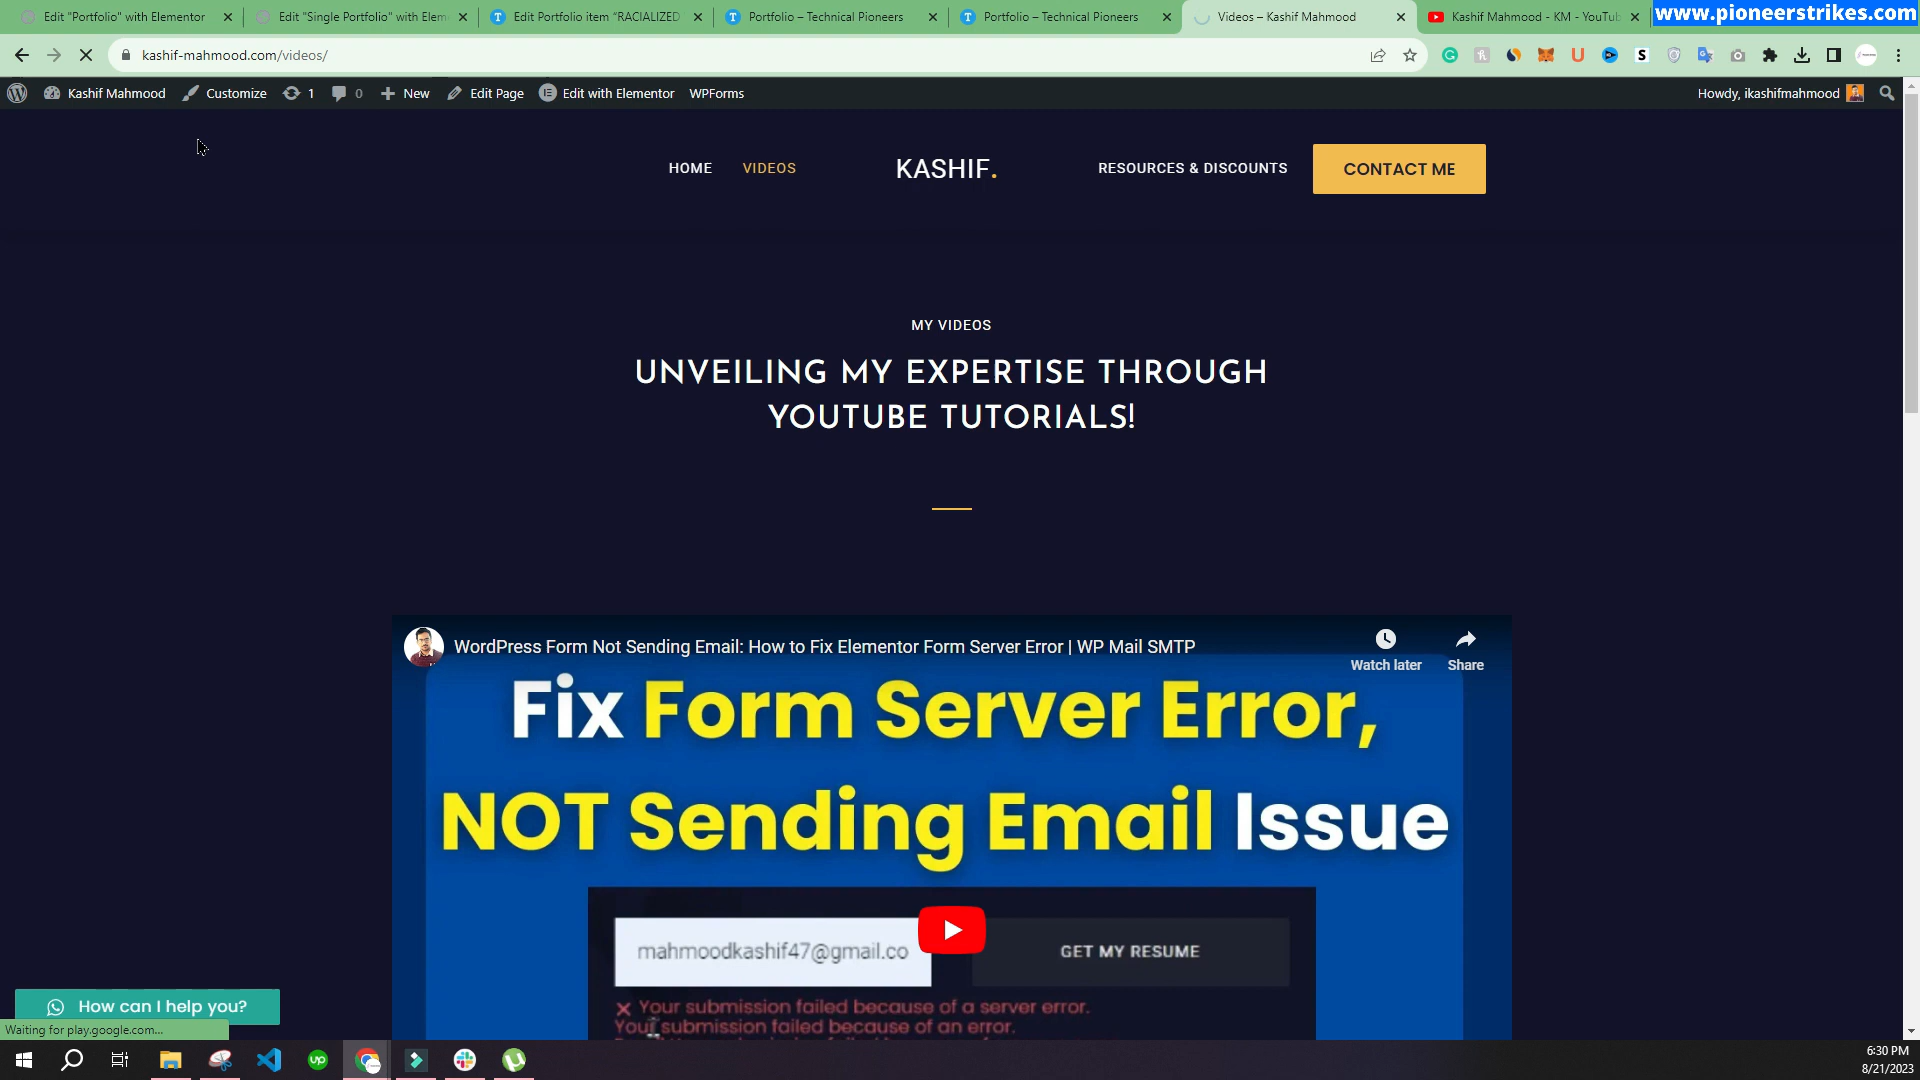 Edit "Portfolio" with Elementor
Edit "Single Portfolio" with Elem
Edit Portfolio item “RACIALIZED
Portfolio – Technical Pioneers
Portfolio – Technical Pioneers
Videos – Kashif Mahmood
Kashif Mahmood - KM - YouTub
www.pioneerstrikes.com
kashif-mahmood.com/videos/
Kashif Mahmood
Customize
1
0
New
Edit Page
Edit with Elementor
WPForms
Howdy, ikashifmahmood
HOME
VIDEOS
KASHIF.
RESOURCES & DISCOUNTS
CONTACT ME
MY VIDEOS
UNVEILING MY EXPERTISE THROUGH
YOUTUBE TUTORIALS!
WordPress Form Not Sending Email: How to Fix Elementor Form Server Error | WP Mail SMTP
Watch later
Share
Fix Form Server Error,
NOT Sending Email Issue
mahmoodkashif47@gmail.co
GET MY RESUME
Your submission failed because of a server error.
Your submission failed because of an error.
How can I help you?
Waiting for play.google.com...
6:30 PM
8/21/2023